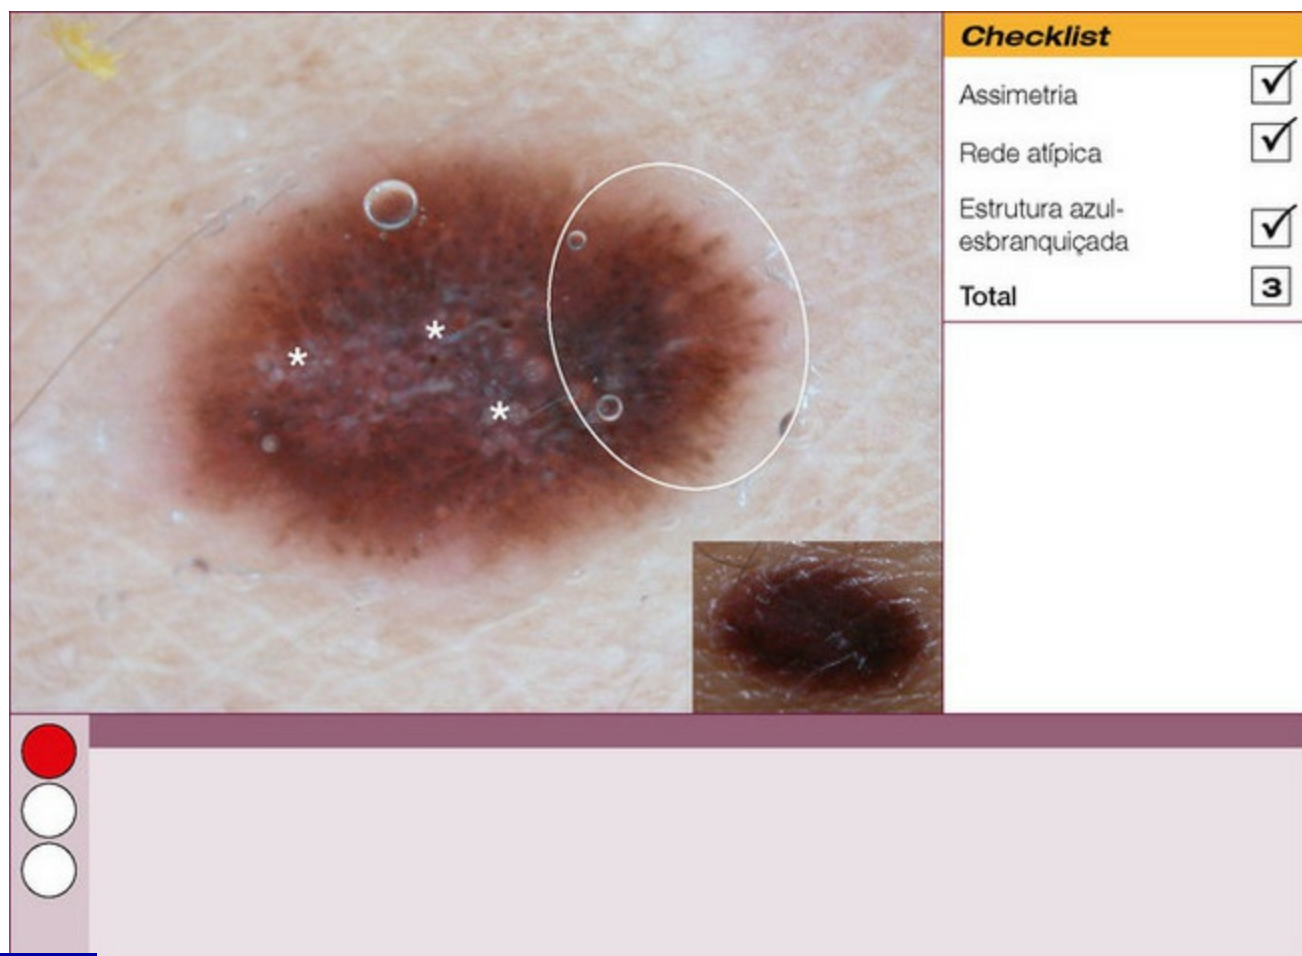 Checklist
Assimetria
Rede atípica
Estrutura azul-
esbranquiçada
Total 3